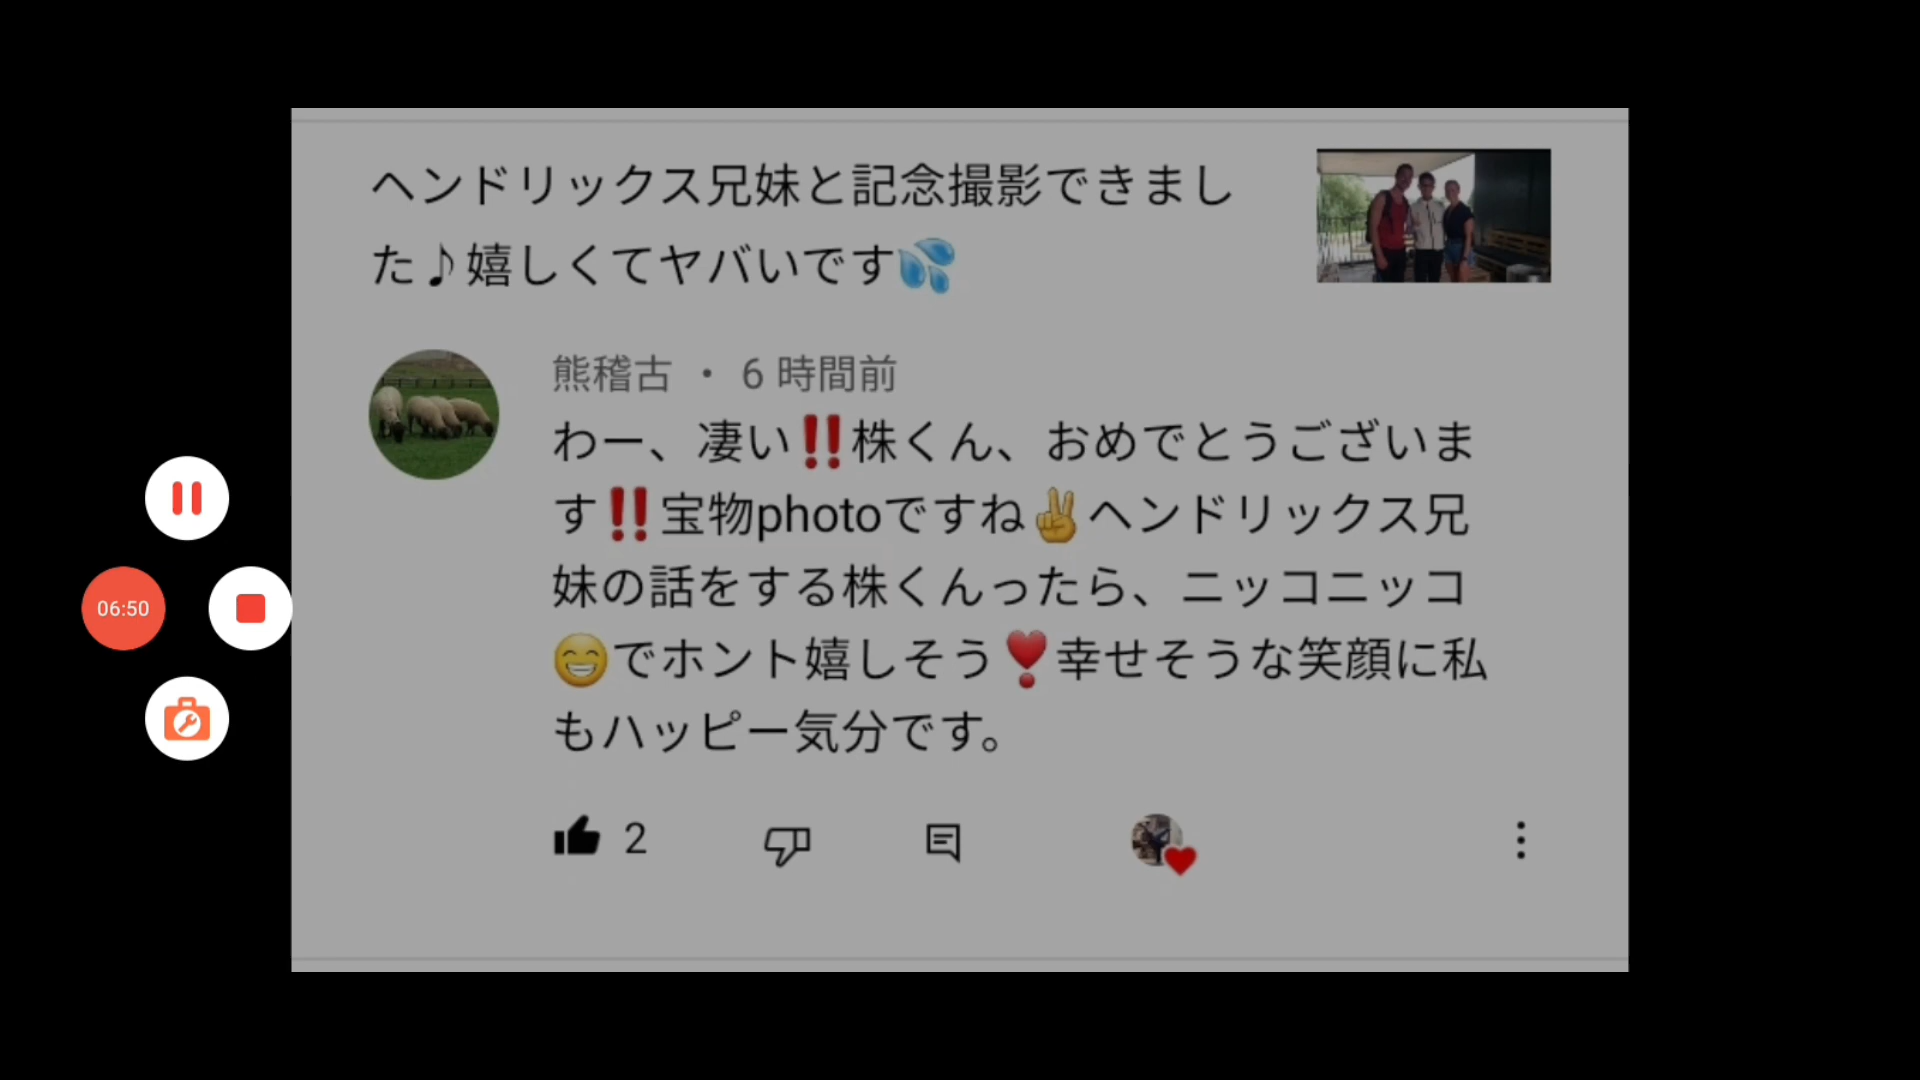 ヘンドリックス兄妹と記念撮影できまし
た♪嬉しくてヤバいです💦
熊稽古 ・ 6 時間前
わー、凄い‼️株くん、おめでとうございま
す‼️宝物photoですね✌️ヘンドリックス兄
妹の話をする株くんったら、ニッコニッコ
😁でホント嬉しそう❣️幸せそうな笑顔に私
もハッピー気分です。
2
06:50